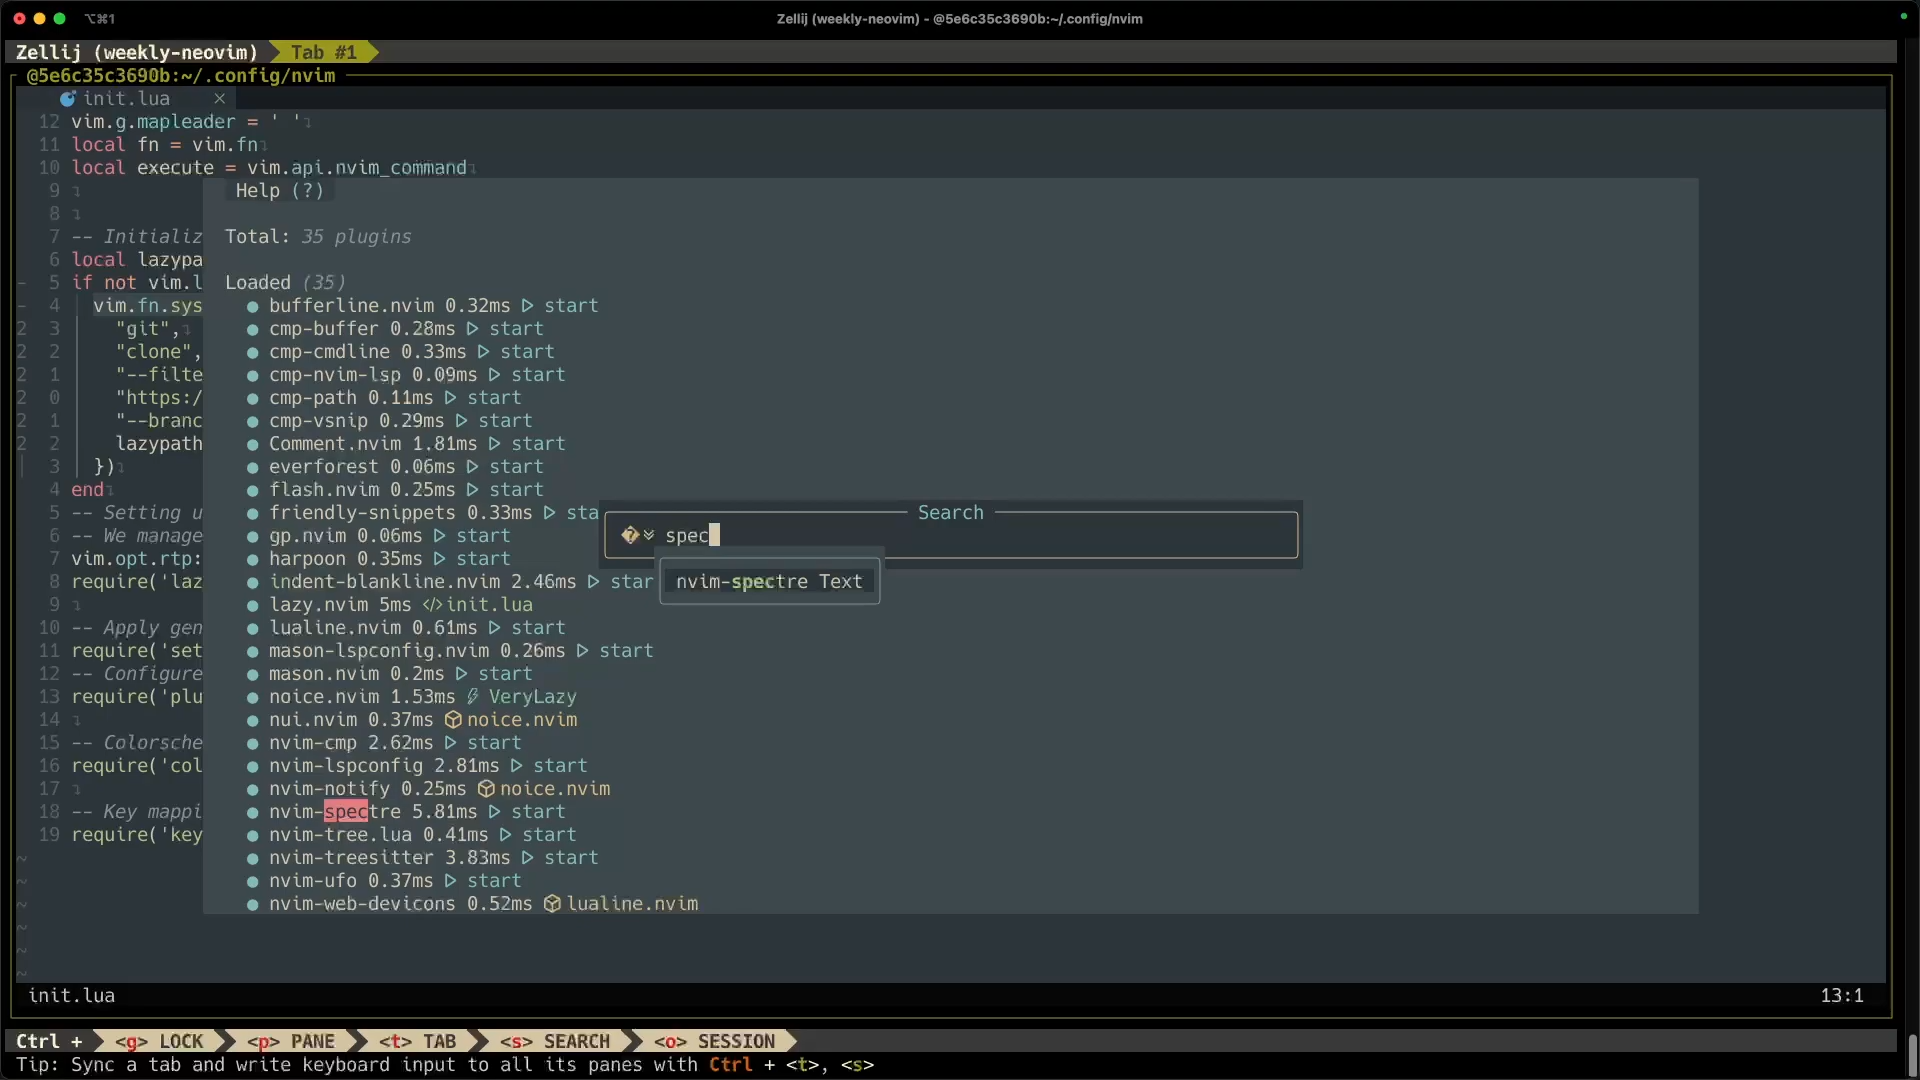 ⌥⌘1
Zellij (weekly-neovim) - @5e6c35c3690b:~/.config/nvim
Zellij (weekly-neovim) Tab #1
@5e6c35c3690b:~/.config/nvim
init.lua ×
12 vim.g.mapleader = ' '
11 local fn = vim.fn
10 local execute = vim.api.nvim_command
9
8
7 -- Initializ
6 local lazypa
5 if not vim.l
4 vim.fn.sys
2 3 "git",
2 2 "clone",
2 1 "--filte
2 0 "https:/
2 1 "--branc
2 2 lazypath
3 })
4 end
5 -- Setting u
6 -- We manage
7 vim.opt.rtp:
8 require('laz
9
10 -- Apply gen
11 require('set
12 -- Configure
13 require('plu
14
15 -- Colorsche
16 require('col
17
18 -- Key mappi
19 require('key
Help (?)
Total: 35 plugins
Loaded (35)
● bufferline.nvim 0.32ms ▷ start
● cmp-buffer 0.28ms ▷ start
● cmp-cmdline 0.33ms ▷ start
● cmp-nvim-lsp 0.09ms ▷ start
● cmp-path 0.11ms ▷ start
● cmp-vsnip 0.29ms ▷ start
● Comment.nvim 1.81ms ▷ start
● everforest 0.06ms ▷ start
● flash.nvim 0.25ms ▷ start
● friendly-snippets 0.33ms ▷ sta
● gp.nvim 0.06ms ▷ start
● harpoon 0.35ms ▷ start
● indent-blankline.nvim 2.46ms ▷ star
● lazy.nvim 5ms </> init.lua
● lualine.nvim 0.61ms ▷ start
● mason-lspconfig.nvim 0.26ms ▷ start
● mason.nvim 0.2ms ▷ start
● noice.nvim 1.53ms VeryLazy
● nui.nvim 0.37ms noice.nvim
● nvim-cmp 2.62ms ▷ start
● nvim-lspconfig 2.81ms ▷ start
● nvim-notify 0.25ms noice.nvim
● nvim-spectre 5.81ms ▷ start
● nvim-tree.lua 0.41ms ▷ start
● nvim-treesitter 3.83ms ▷ start
● nvim-ufo 0.37ms ▷ start
● nvim-web-devicons 0.52ms lualine.nvim
Search
spec
nvim-spectre Text
init.lua 13:1
Ctrl + <g> LOCK <p> PANE <t> TAB <s> SEARCH <o> SESSION
Tip: Sync a tab and write keyboard input to all its panes with Ctrl + <t>, <s>